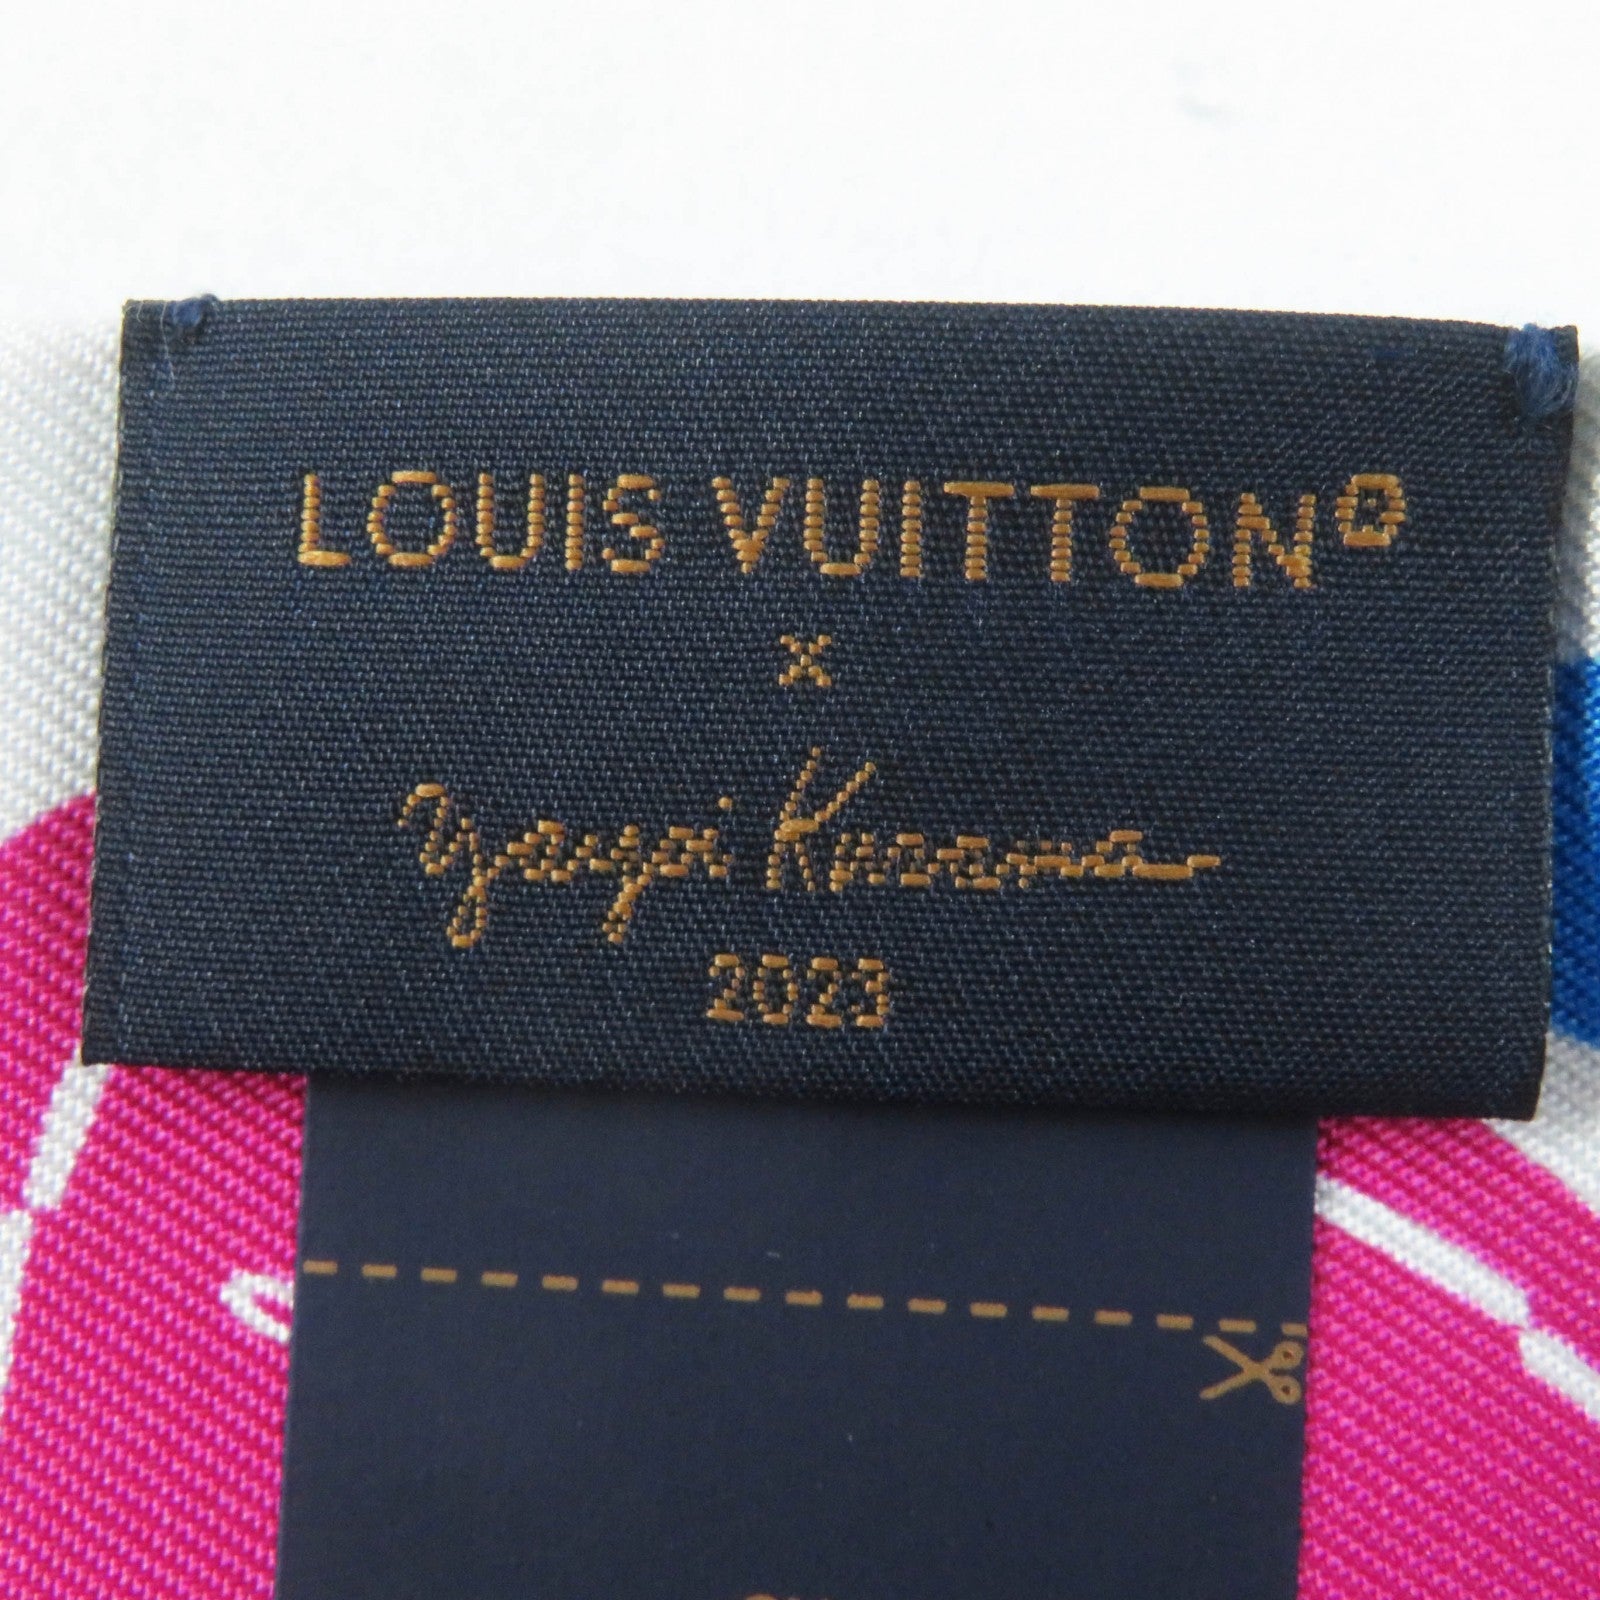 LOUIS VUITTON®
x
Yayoi Kusama
2023